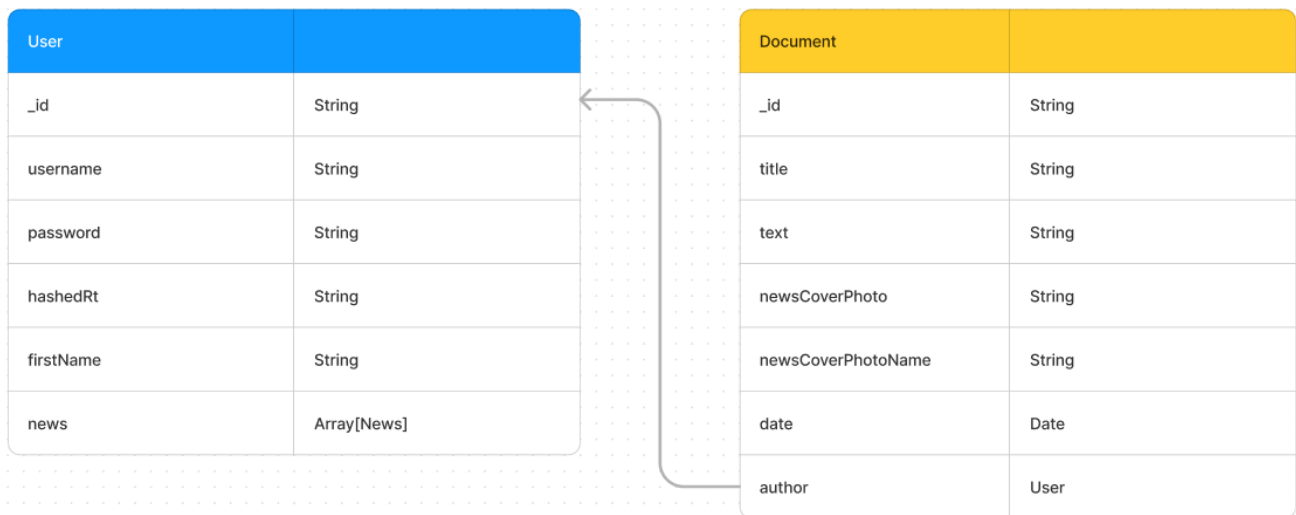 User
_id String
username String
password String
hashedRt String
firstName String
news Array[News]
Document
_id String
title String
text String
newsCoverPhoto String
newsCoverPhotoName String
date Date
author User